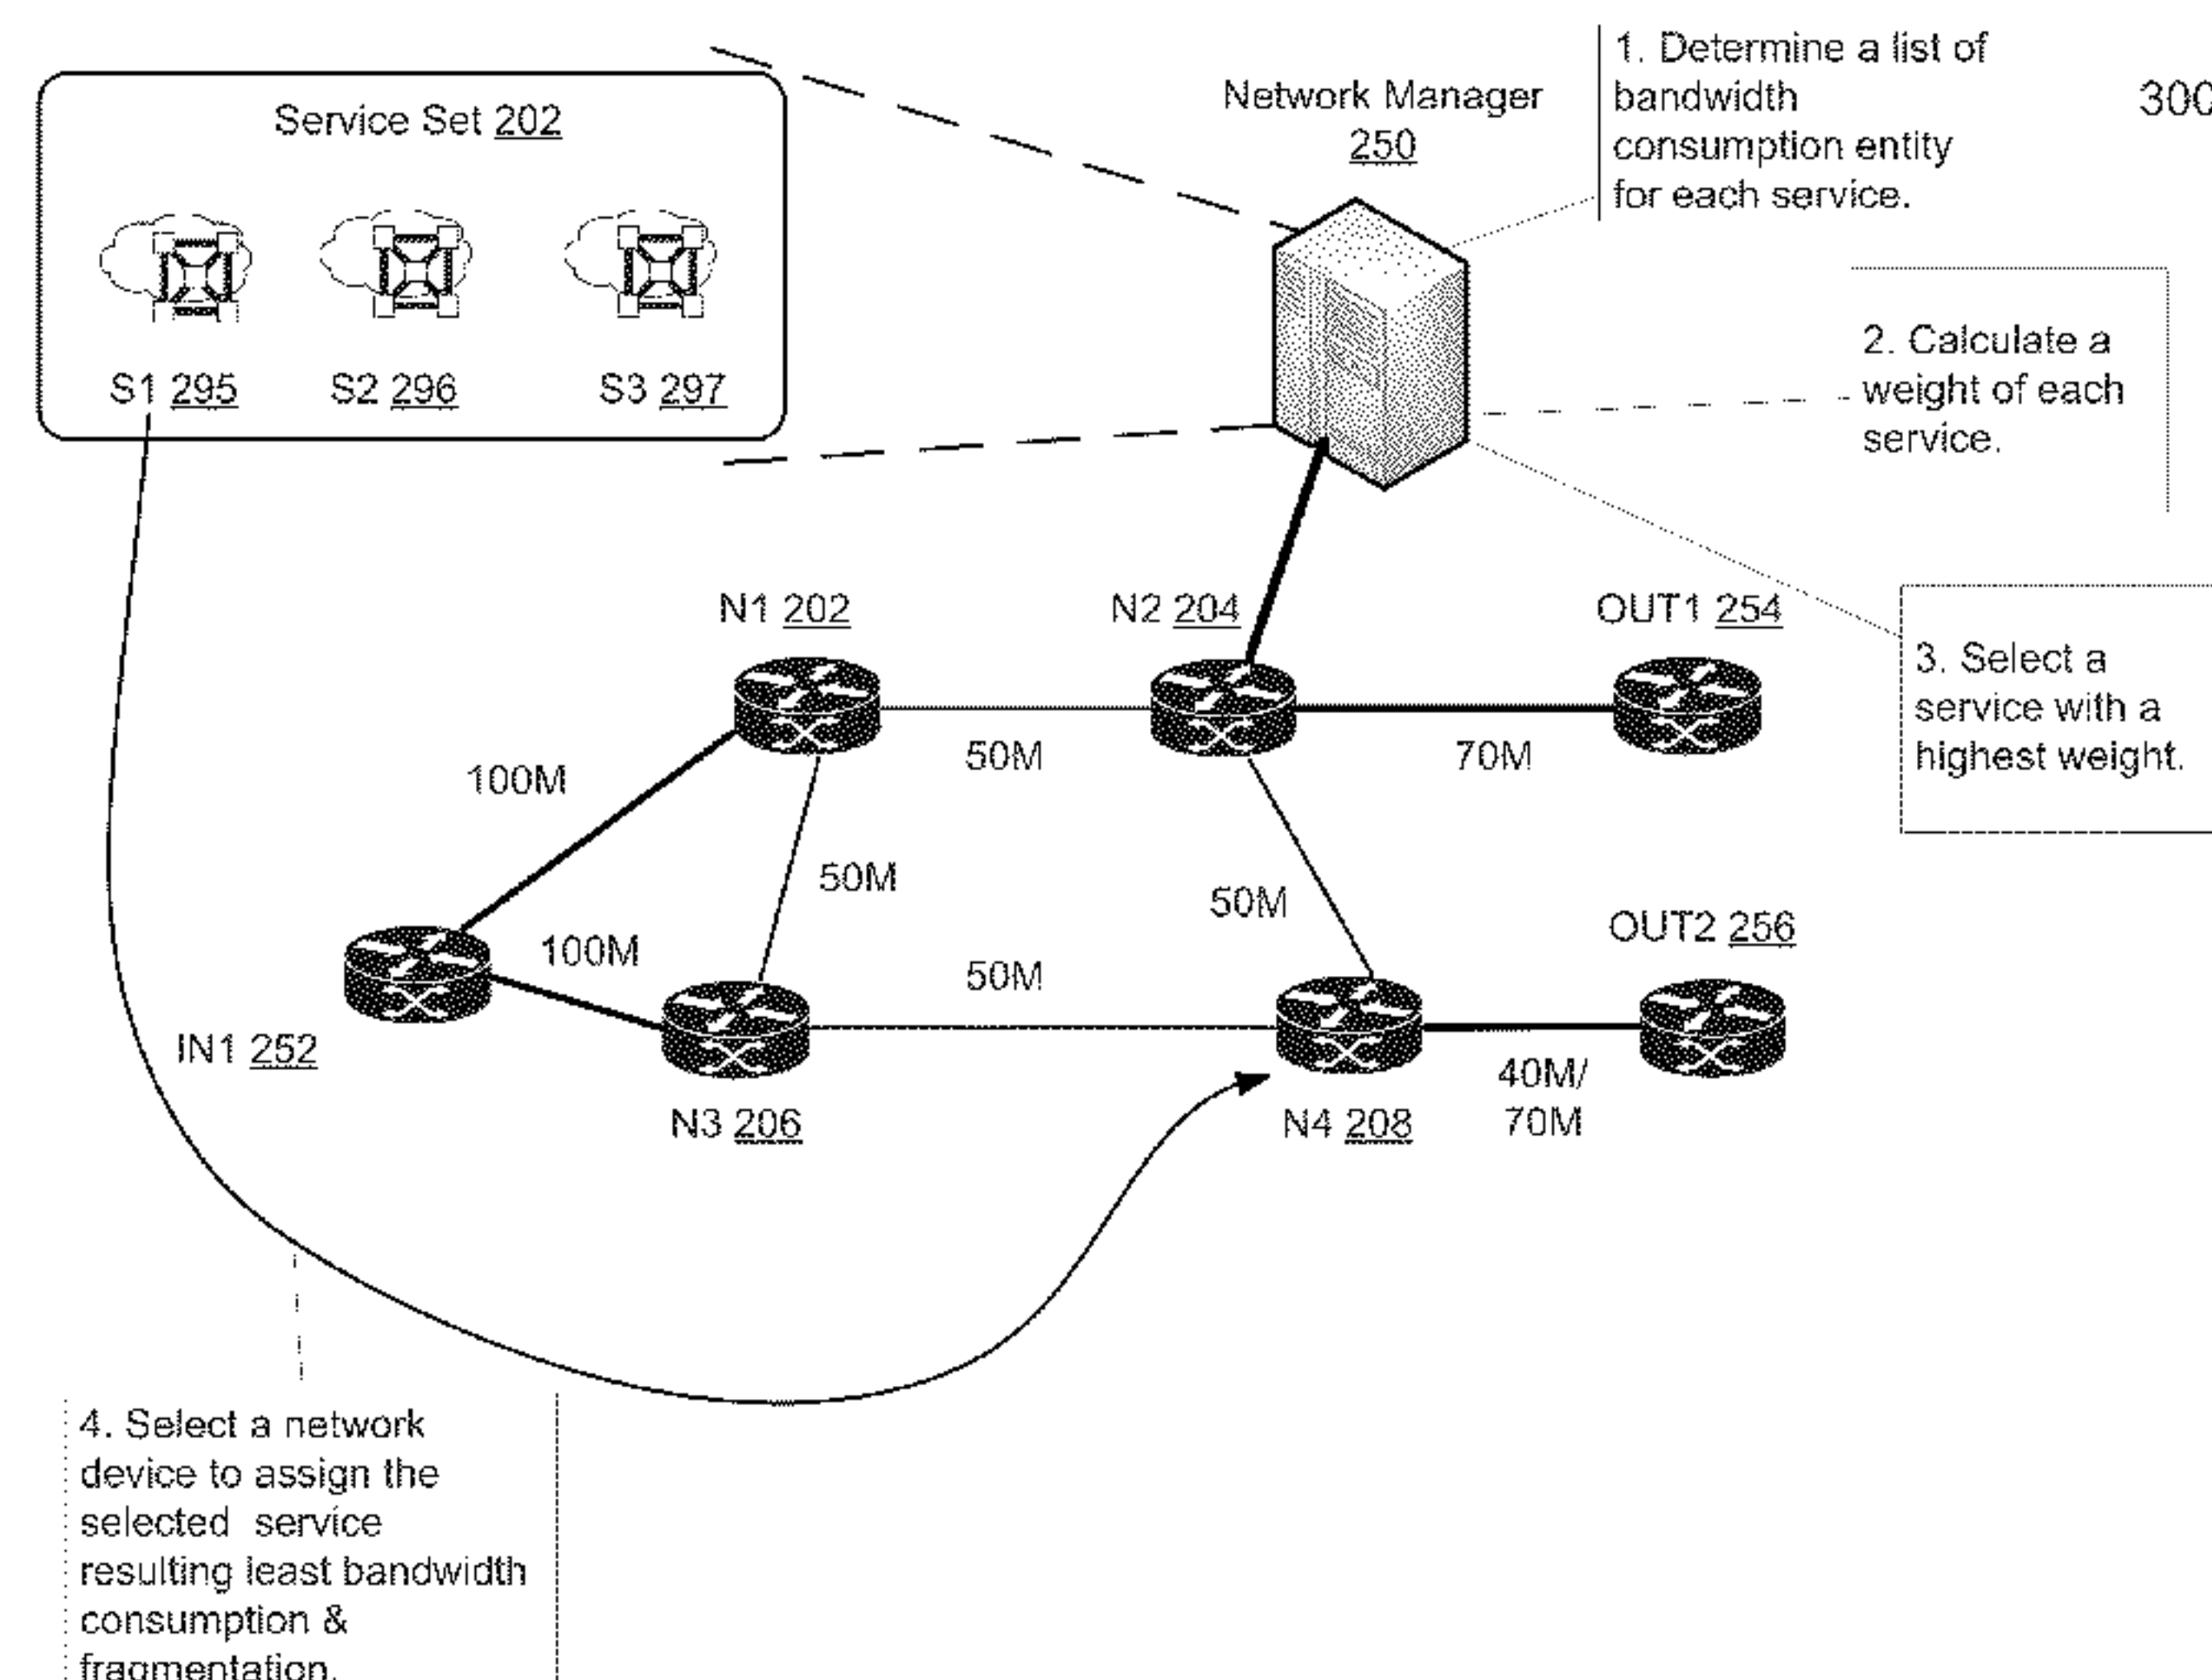 Service Set 202
S1 295
S2 296
S3 297
Network Manager
250
1. Determine a list of
bandwidth
consumption entity
for each service.
300
2. Calculate a
weight of each
service.
3. Select a
service with a
highest weight.
N1 202
N2 204
OUT1 254
50M
70M
100M
50M
50M
100M
50M
OUT2 256
IN1 252
N3 206
N4 208
40M/
70M
4. Select a network
device to assign the
selected service
resulting least bandwidth
consumption &
fragmentation.